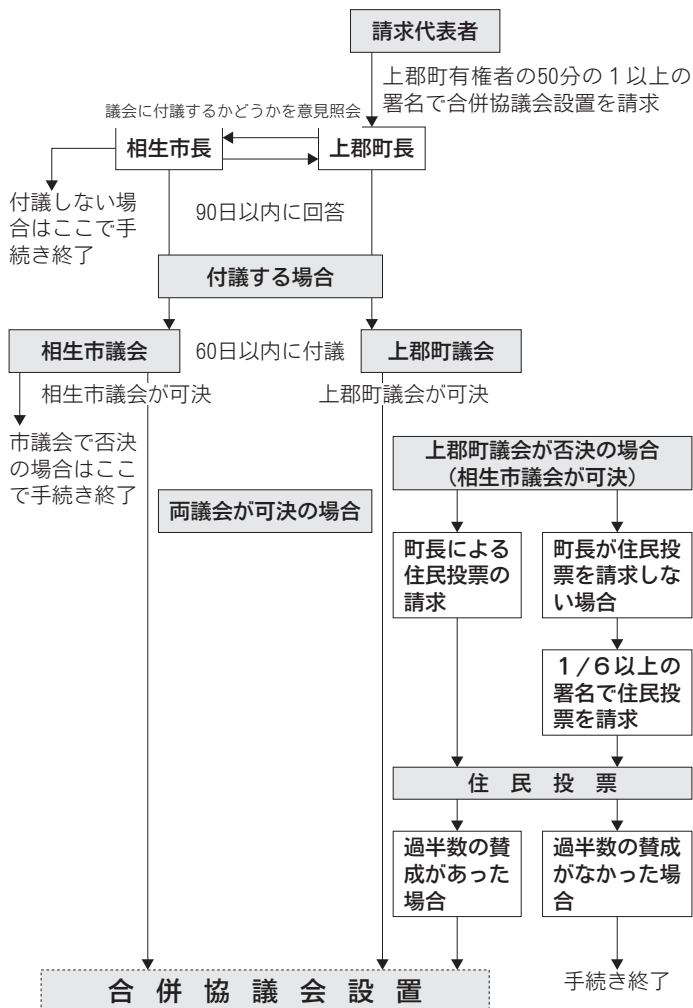 請求代表者
上郡町有権者の50分の1以上の
署名で合併協議会設置を請求
議会に付議するかどうかを意見照会
相生市長
上郡町長
付議しない場
合はここで手
続き終了
90日以内に回答
付議する場合
相生市議会
60日以内に付議
上郡町議会
相生市議会が可決
上郡町議会が可決
市議会で否決
の場合はここ
で手続き終了
上郡町議会が否決の場合
(相生市議会が可決)
両議会が可決の場合
町長による
住民投票の
請求
町長が住民投
票を請求しな
い場合
1/6以上の
署名で住民投
票を請求
住民投票
過半数の賛
成があった
場合
過半数の賛成
がなかった場
合
手続き終了
合併協議会設置